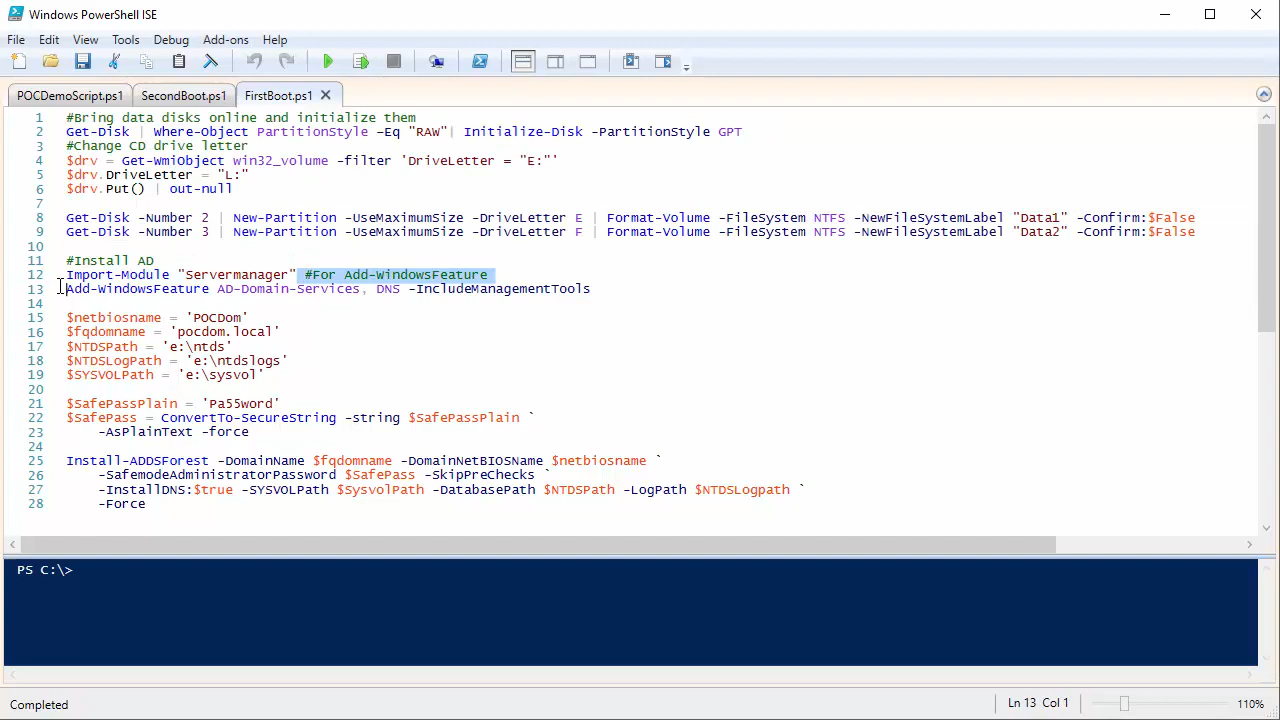 Windows PowerShell ISE
File Edit View Tools Debug Add-ons Help
POCDemoScript.ps1 SecondBoot.ps1 FirstBoot.ps1
1 #Bring data disks online and initialize them
2 Get-Disk | Where-Object PartitionStyle –Eq "RAW"| Initialize-Disk -PartitionStyle GPT
3 #Change CD drive letter
4 $drv = Get-WmiObject win32_volume -filter 'DriveLetter = "E:"'
5 $drv.DriveLetter = "L:"
6 $drv.Put() | out-null
7
8 Get-Disk -Number 2 | New-Partition -UseMaximumSize -DriveLetter E | Format-Volume -FileSystem NTFS -NewFileSystemLabel "Data1" -Confirm:$False
9 Get-Disk -Number 3 | New-Partition -UseMaximumSize -DriveLetter F | Format-Volume -FileSystem NTFS -NewFileSystemLabel "Data2" -Confirm:$False
10
11 #Install AD
12 Import-Module "Servermanager" #For Add-WindowsFeature
13 Add-WindowsFeature AD-Domain-Services, DNS -IncludeManagementTools
14
15 $netbiosname = 'POCDom'
16 $fqdomname = 'pocdom.local'
17 $NTDSPath = 'e:\ntds'
18 $NTDSLogPath = 'e:\ntdslogs'
19 $SYSVOLPath = 'e:\sysvol'
20
21 $SafePassPlain = 'Pa55word'
22 $SafePass = ConvertTo-SecureString -string $SafePassPlain `
23 -AsPlainText -force
24
25 Install-ADDSForest -DomainName $fqdomname -DomainNetBIOSName $netbiosname `
26 -SafemodeAdministratorPassword $SafePass -SkipPreChecks `
27 -InstallDNS:$true -SYSVOLPath $SysvolPath -DatabasePath $NTDSPath -LogPath $NTDSLogpath `
28 -Force
PS C:\>
Completed Ln 13 Col 1 110%